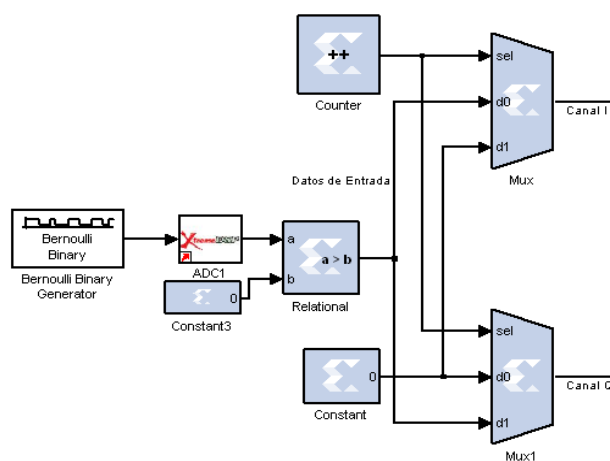 ++
Counter
sel
d0
d1
Mux
Canal I
Datos de Entrada
Bernoulli
Binary
Bernoulli Binary
Generator
ADC1
0
Constant3
a
b
a > b
Relational
0
Constant
sel
d0
d1
Mux1
Canal Q